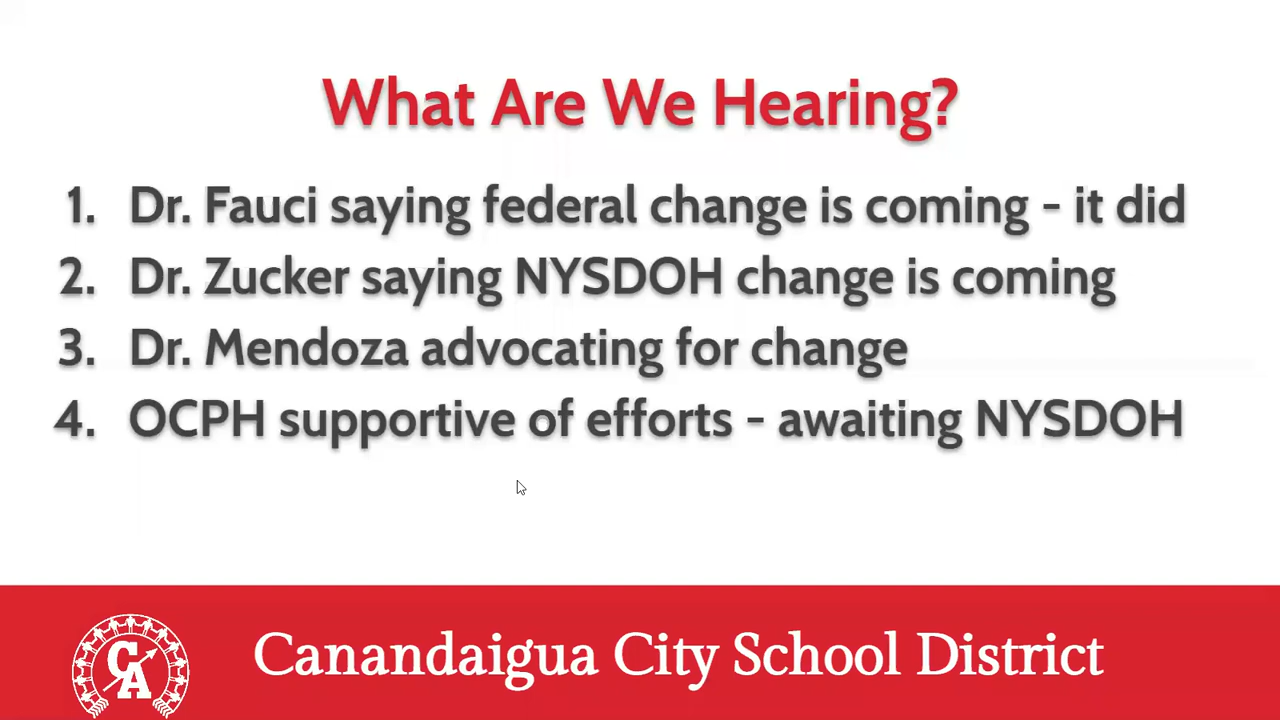 What Are We Hearing?
1. Dr. Fauci saying federal change is coming - it did
2. Dr. Zucker saying NYSDOH change is coming
3. Dr. Mendoza advocating for change
4. OCPH supportive of efforts - awaiting NYSDOH
CA
Canandaigua City School District